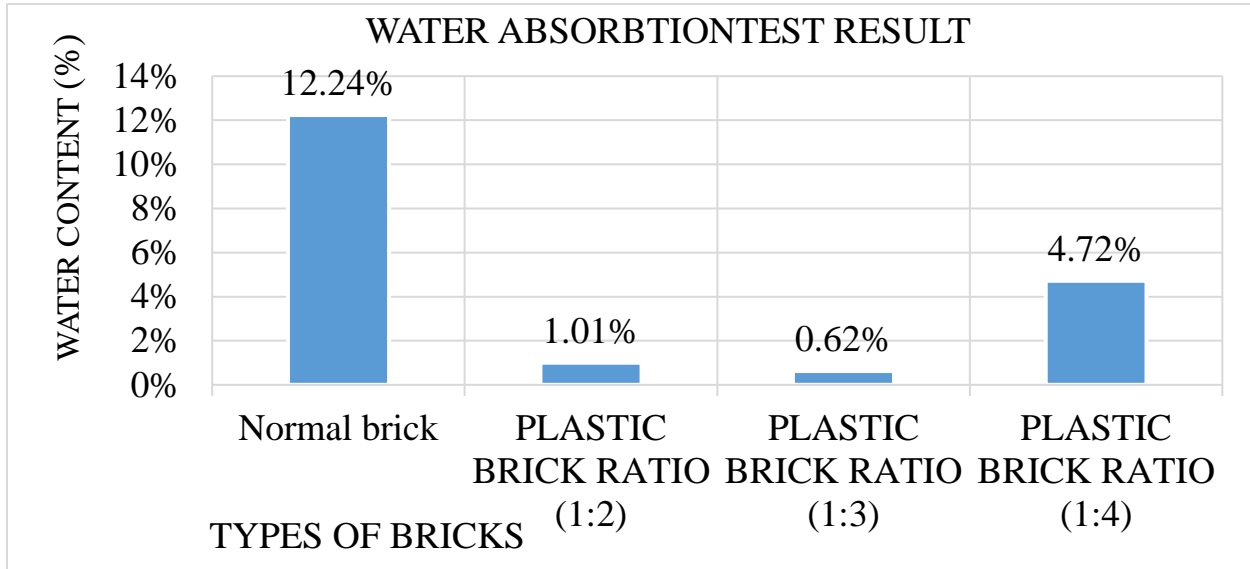 WATER ABSORBTIONTEST RESULT
WATER CONTENT (%)
14%
12%
10%
8%
6%
4%
2%
0%
12.24%
1.01%
0.62%
4.72%
Normal brick
PLASTIC
BRICK RATIO
(1:2)
PLASTIC
BRICK RATIO
(1:3)
PLASTIC
BRICK RATIO
(1:4)
TYPES OF BRICKS